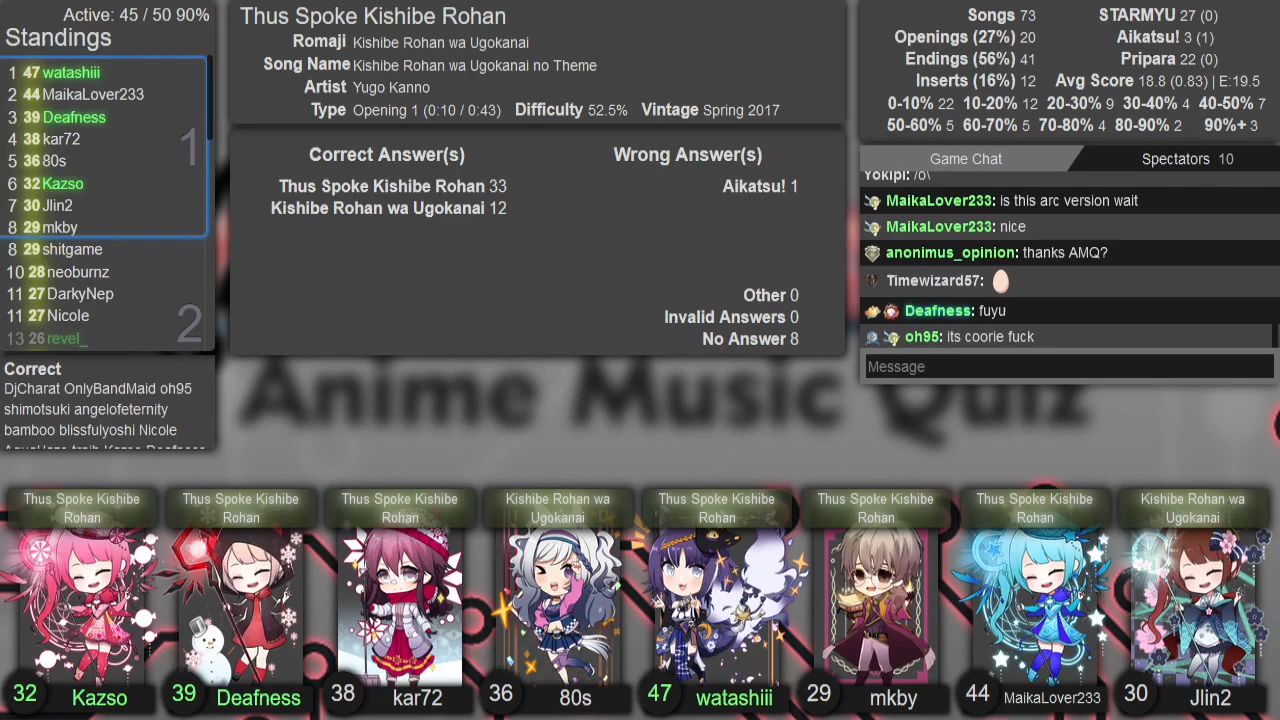 Active: 45 / 50 90%
Standings
1 47 watashiii
2 44 MaikaLover233
3 39 Deafness
4 38 kar72
5 36 80s
6 32 Kazso
7 30 Jlin2
8 29 mkby
1
8 29 shitgame
10 28 neoburnz
11 27 DarkyNep
11 27 Nicole
13 26 revel_
2
Correct
DjCharat OnlyBandMaid oh95
shimotsuki angelofeternity
bamboo blissfulyoshi Nicole
Thus Spoke Kishibe Rohan
Romaji Kishibe Rohan wa Ugokanai
Song Name Kishibe Rohan wa Ugokanai no Theme
Artist Yugo Kanno
Type Opening 1 (0:10 / 0:43) Difficulty 52.5% Vintage Spring 2017
Correct Answer(s)
Thus Spoke Kishibe Rohan 33
Kishibe Rohan wa Ugokanai 12
Wrong Answer(s)
Aikatsu! 1
Other 0
Invalid Answers 0
No Answer 8
Songs 73 STARMYU 27 (0)
Openings (27%) 20 Aikatsu! 3 (1)
Endings (56%) 41 Pripara 22 (0)
Inserts (16%) 12 Avg Score 18.8 (0.83) | E:19.5
0-10% 22 10-20% 12 20-30% 9 30-40% 4 40-50% 7
50-60% 5 60-70% 5 70-80% 4 80-90% 2 90%+ 3
Game Chat Spectators 10
Yokipi: /o\
MaikaLover233: is this arc version wait
MaikaLover233: nice
anonimus_opinion: thanks AMQ?
Timewizard57:
Deafness: fuyu
oh95: its coorie fuck
Message
Anime Music Quiz
Thus Spoke Kishibe
Rohan
Thus Spoke Kishibe
Rohan
Thus Spoke Kishibe
Rohan
Kishibe Rohan wa
Ugokanai
Thus Spoke Kishibe
Rohan
Thus Spoke Kishibe
Rohan
Thus Spoke Kishibe
Rohan
Kishibe Rohan wa
Ugokanai
32 Kazso
39 Deafness
38 kar72
36 80s
47 watashiii
29 mkby
44 MaikaLover233
30 Jlin2